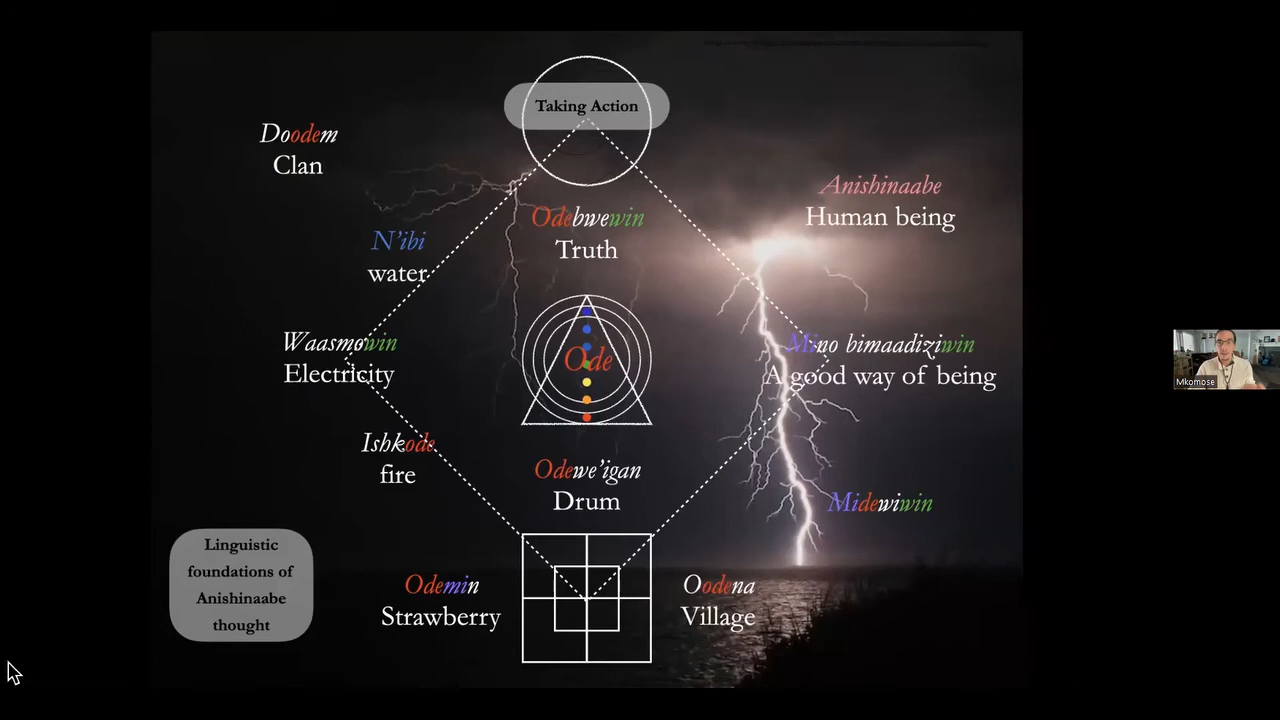 Taking Action
Doodem
Clan
Anishinaabe
Human being
Odebwewin
Truth
N'ibi
water
Waasmowin
Electricity
Ode
Mino bimaadiziwin
A good way of being
Ishkode
fire
Odewe'igan
Drum
Midewiwin
Linguistic
foundations of
Anishinaabe
thought
Odemin
Strawberry
Oodena
Village
Mkomose